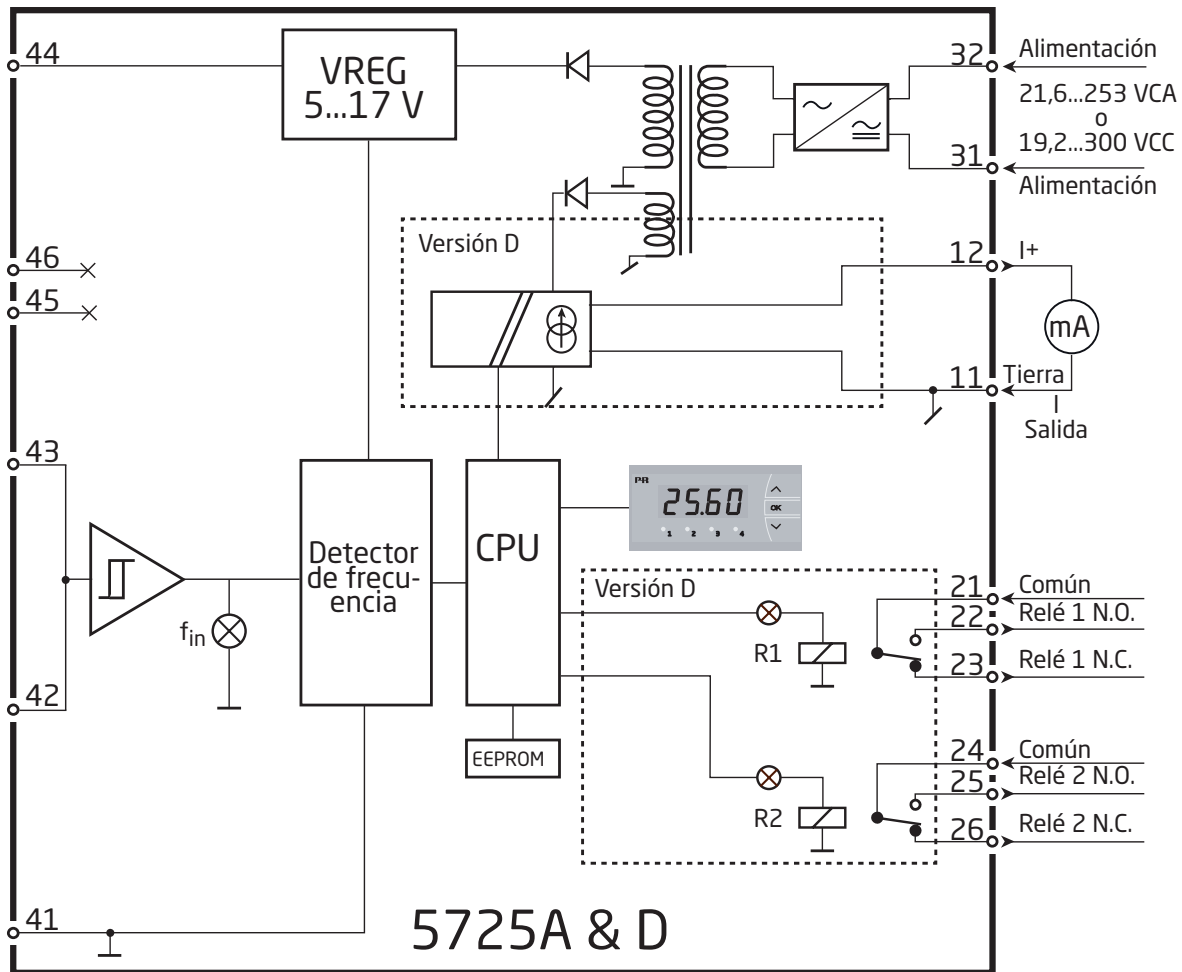 44
VREG
5...17 V
32
Alimentación
21,6...253 VCA
o
19,2...300 VCC
31
Alimentación
Versión D
46
45
12
I+
mA
11
Tierra
I
Salida
43
Detector
de frecu-
encia
CPU
PR
25.60
OK
1 2 3 4
fin
42
EEPROM
Versión D
R1
21
Común
22
Relé 1 N.O.
23
Relé 1 N.C.
R2
24
Común
25
Relé 2 N.O.
26
Relé 2 N.C.
41
5725A & D